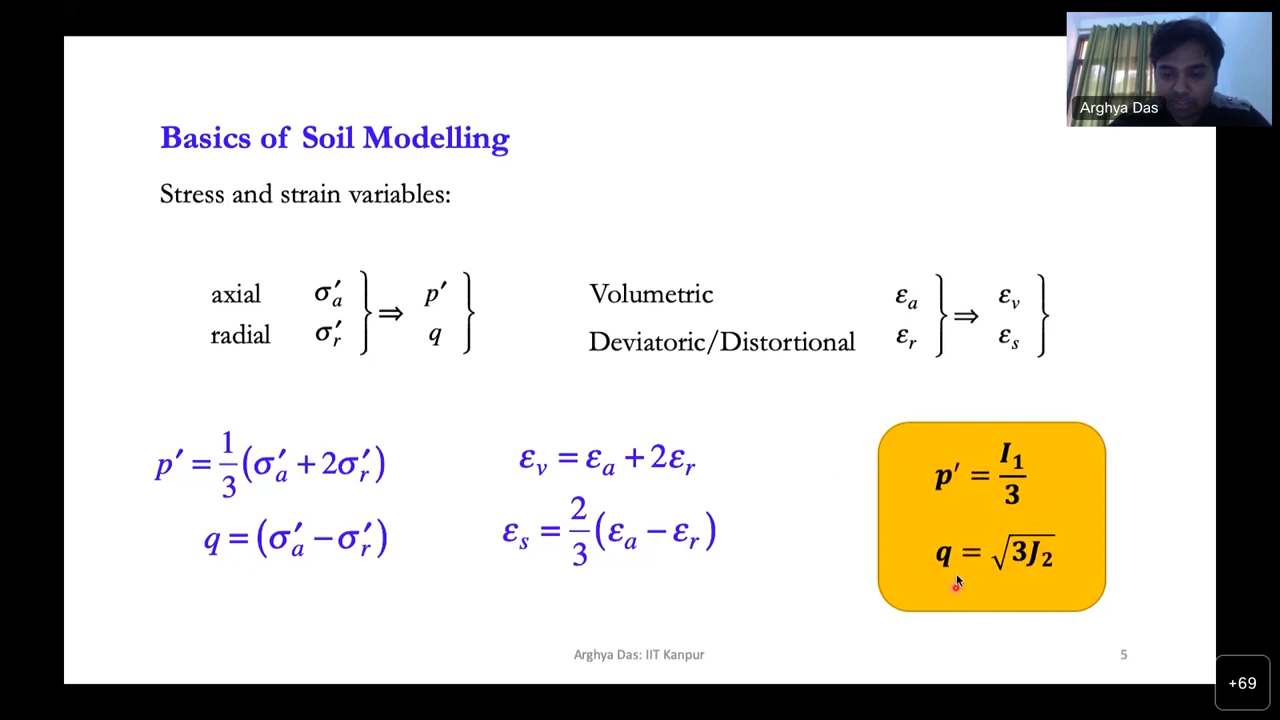 Arghya Das
Basics of Soil Modelling
Stress and strain variables:
axial σ′ₐ } ⇒ p′ }
radial σ′ᵣ } ⇒ q }
Volumetric εₐ } ⇒ εᵥ }
Deviatoric/Distortional εᵣ } ⇒ εₛ }
p′ = 1/3 (σ′ₐ + 2σ′ᵣ)
q = (σ′ₐ − σ′ᵣ)
εᵥ = εₐ + 2εᵣ
εₛ = 2/3 (εₐ − εᵣ)
p′ = I₁/3
q = √3J₂
Arghya Das: IIT Kanpur
5
+69